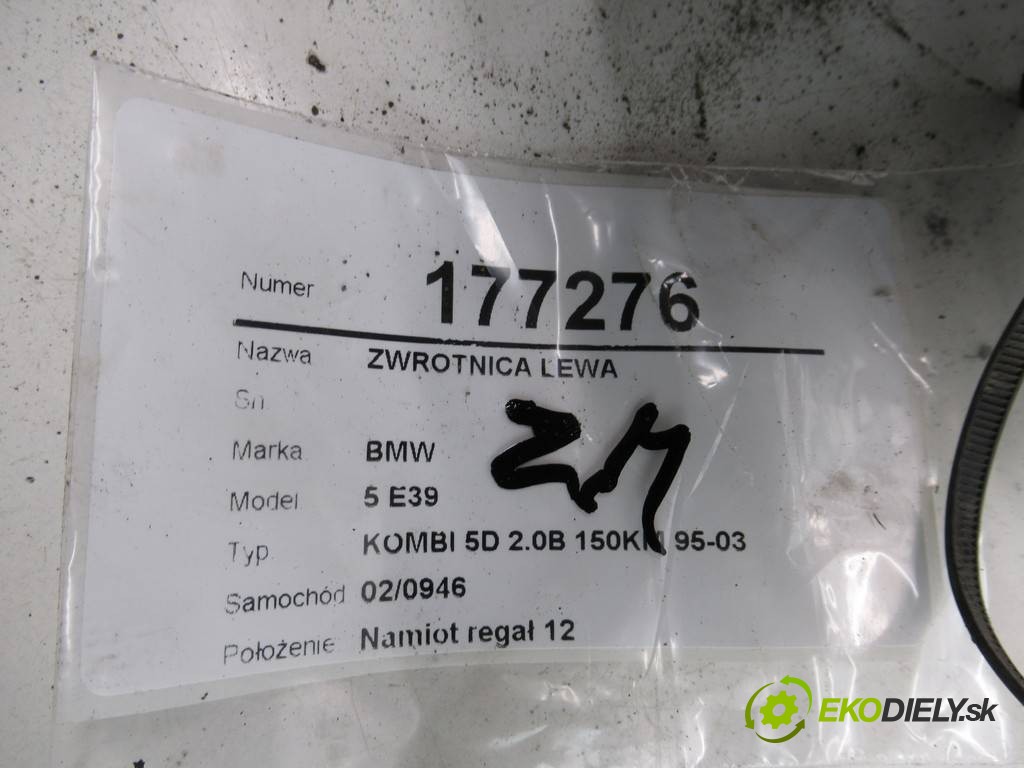 Numer 177276
Nazwa ZWROTNICA LEWA
Sn
Marka BMW
Model 5 E39
Typ KOMBI 5D 2.0B 150KM 95-03
Samochód 02/0946
Położenie Namiot regał 12
EKODIELY.sk